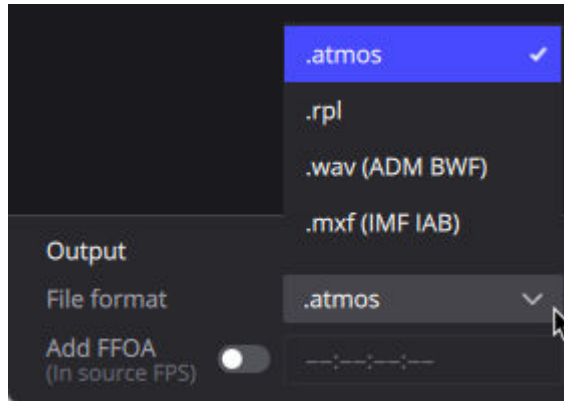 .atmos
.rpl
.wav (ADM BWF)
.mxf (IMF IAB)
Output
File format .atmos
Add FFOA
(In source FPS) --:--:--:--